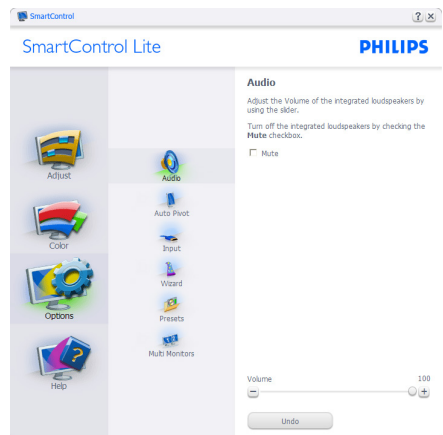 SmartControl
SmartControl Lite
PHILIPS
Adjust
Color
Options
Help
Audio
Auto Pivot
Input
Wizard
Presets
Multi Monitors
Audio
Adjust the Volume of the integrated loudspeakers by
using the slider.
Turn off the integrated loudspeakers by checking the
Mute checkbox.
Mute
Volume 100
Undo